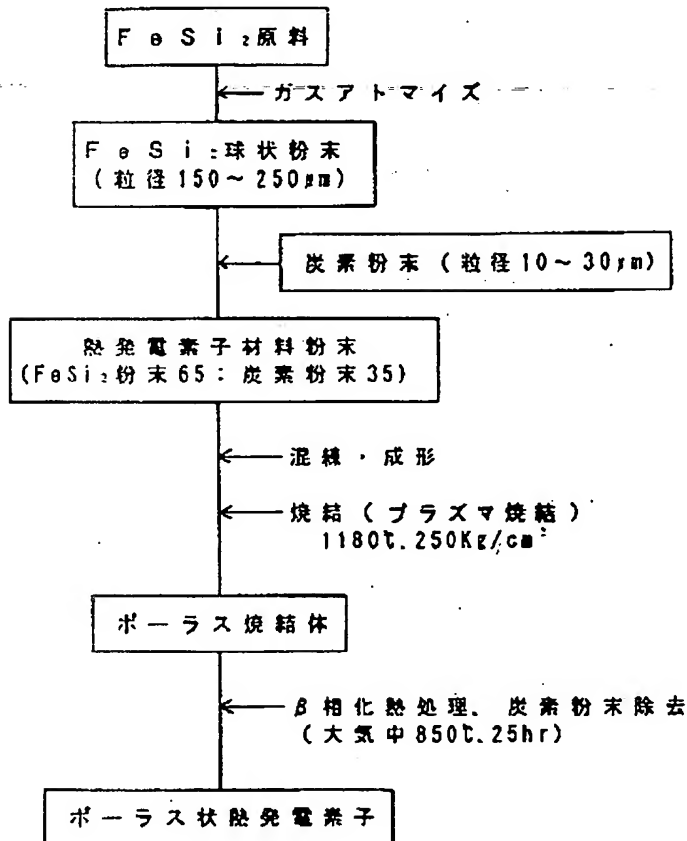 FeSi₂原料
ガスアトマイズ
FeSi₂球状粉末
(粒径150～250μm)
炭素粉末(粒径10～30μm)
熱発電素子材料粉末
(FeSi₂粉末65:炭素粉末35)
混練・成形
焼結(プラズマ焼結)
1180℃.250Kg/cm²
ポーラス焼結体
β相化熱処理、炭素粉末除去
(大気中850℃.25hr)
ポーラス状熱発電素子